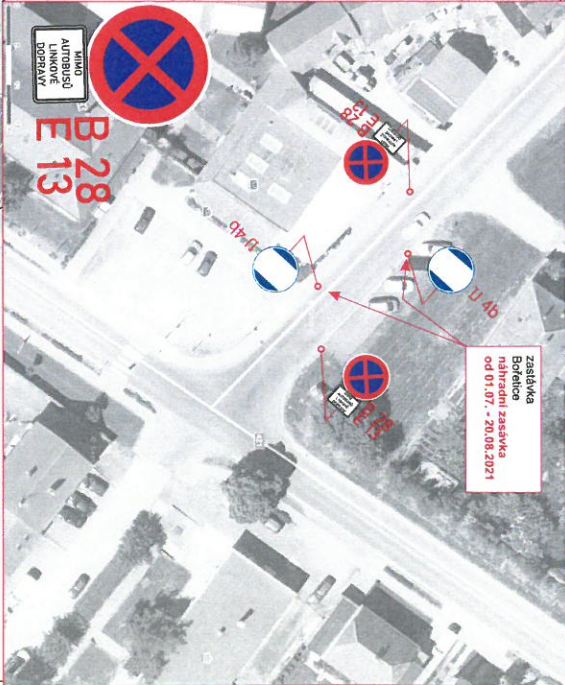 MIMO
AUTOBUSŮ
LINKOVÉ
DOPRAVY
B 28
E 13
B 28
E 13
U 4b
U 4b
zastávka
Bořetice
náhradní zasávka
od 01.07. - 20.08.2021
B 28
E 13